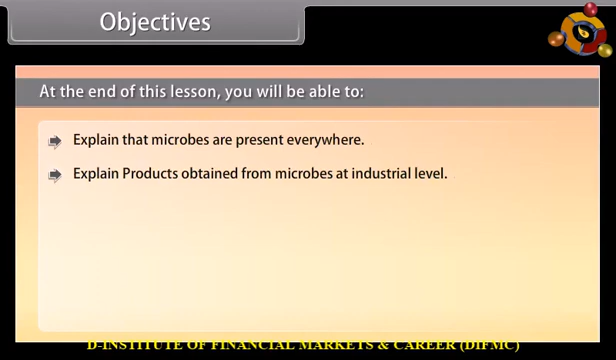 Objectives
At the end of this lesson, you will be able to:
Explain that microbes are present everywhere.
Explain Products obtained from microbes at industrial level.
D-INSTITUTE OF FINANCIAL MARKETS & CAREER (DIFMC)